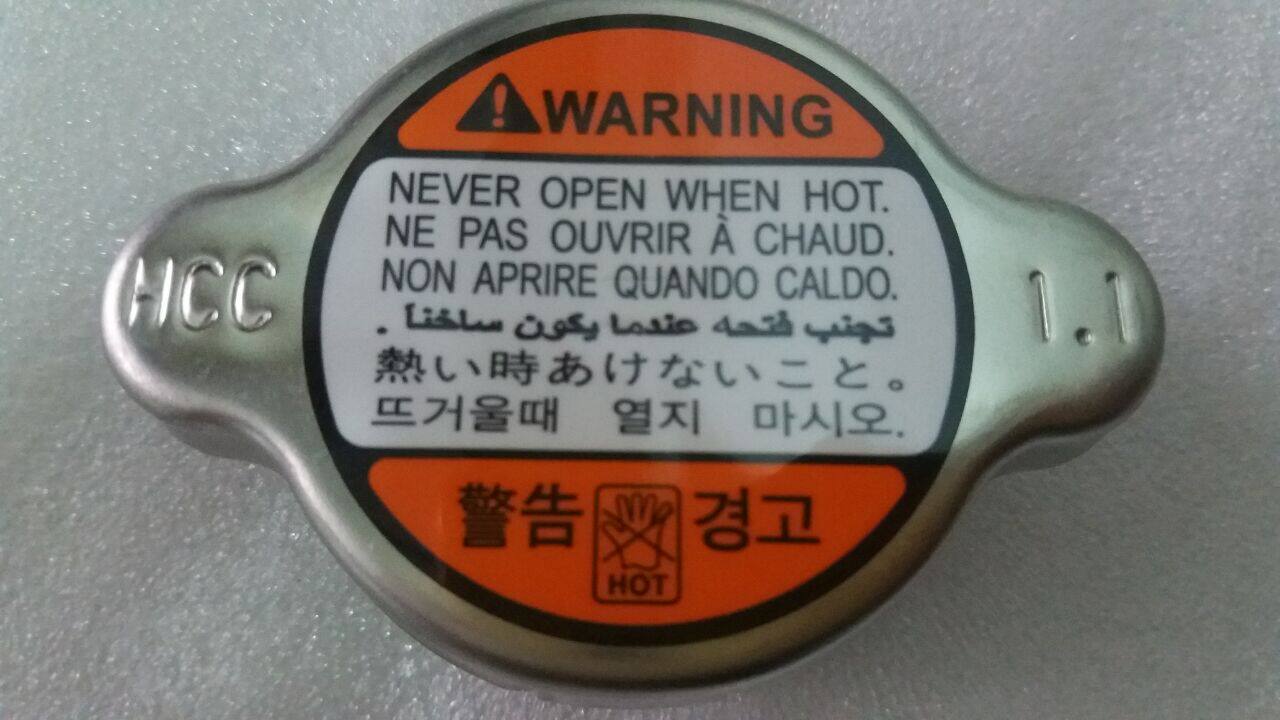 WARNING
NEVER OPEN WHEN HOT.
NE PAS OUVRIR À CHAUD.
NON APRIRE QUANDO CALDO.
تجنب فتحه عندما يكون ساخنا .
熱い時あけないこと。
뜨거울때 열지 마시오.
HCC
1.1
警告 경고
HOT